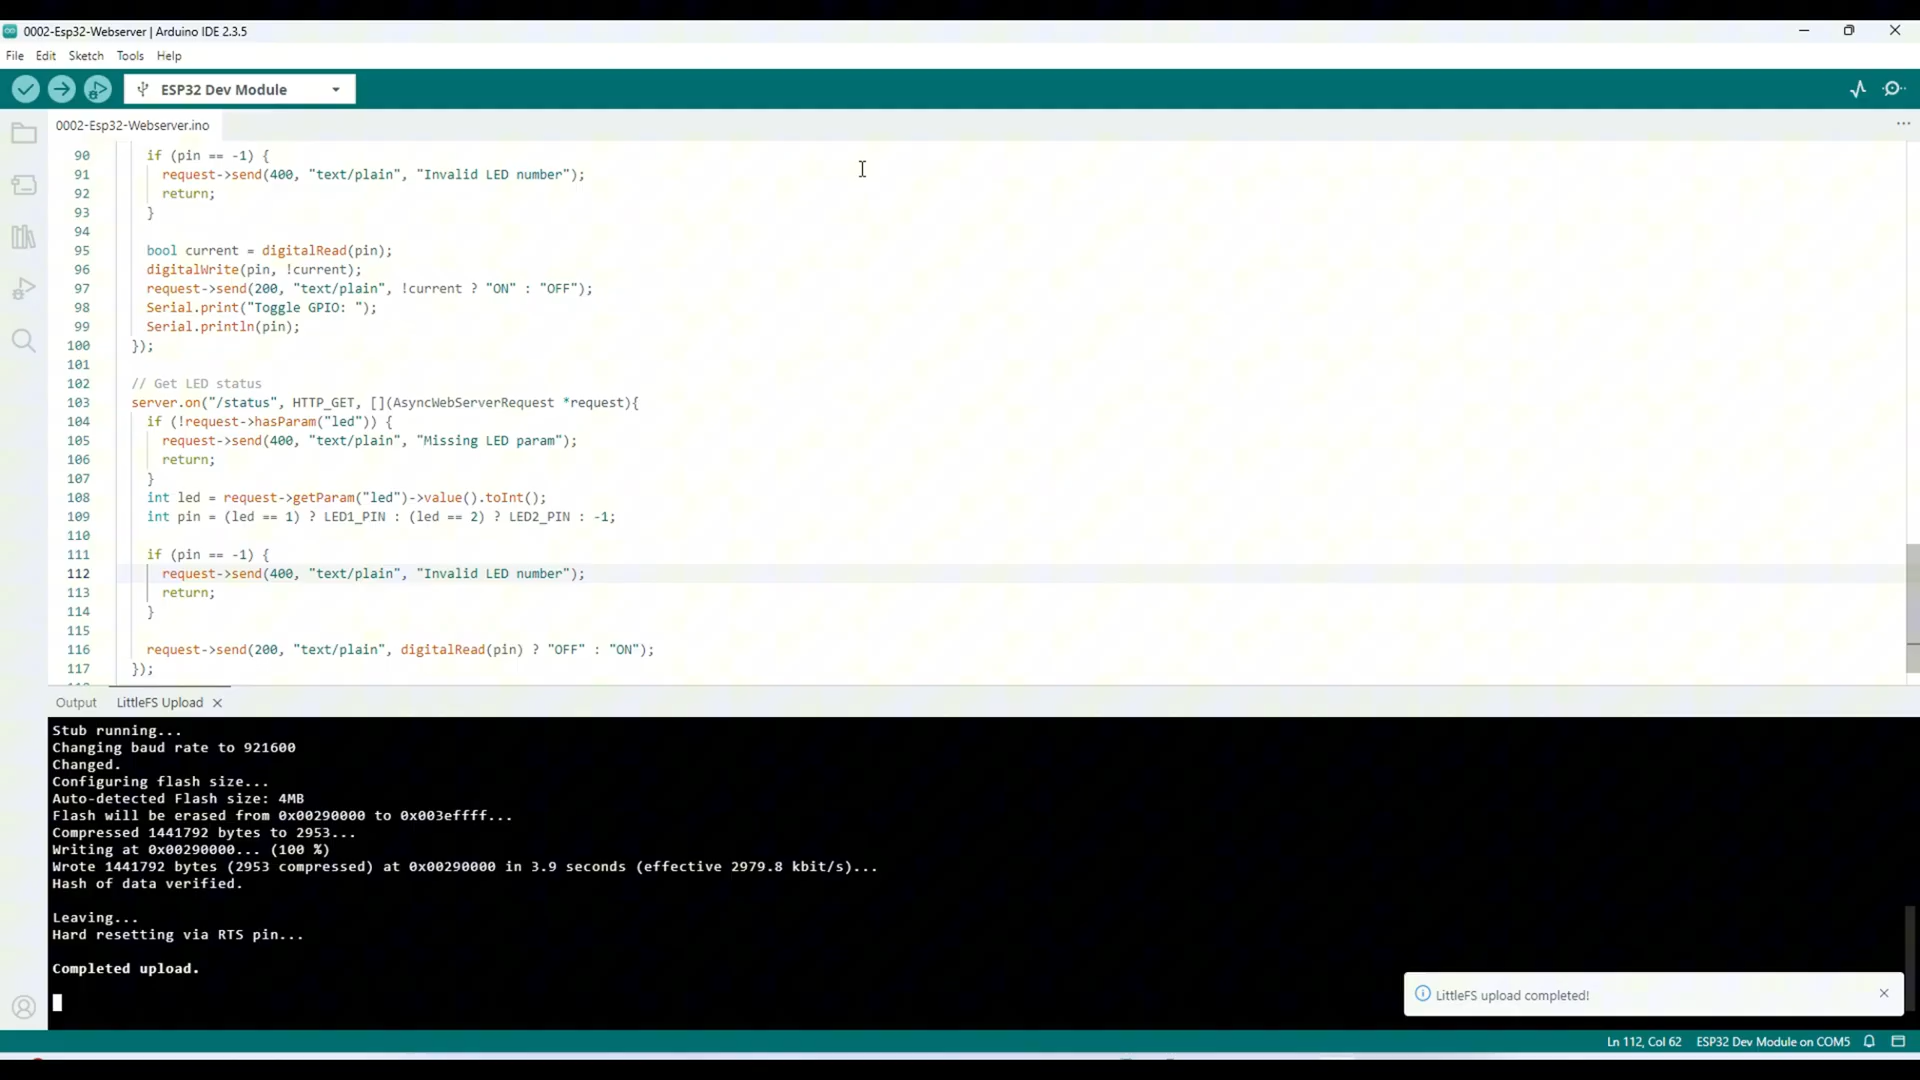 0002-Esp32-Webserver | Arduino IDE 2.3.5
File Edit Sketch Tools Help
ESP32 Dev Module
0002-Esp32-Webserver.ino
90 if (pin == -1) {
91 request->send(400, "text/plain", "Invalid LED number");
92 return;
93 }
94
95 bool current = digitalRead(pin);
96 digitalWrite(pin, !current);
97 request->send(200, "text/plain", !current ? "ON" : "OFF");
98 Serial.print("Toggle GPIO: ");
99 Serial.println(pin);
100 });
101
102 // Get LED status
103 server.on("/status", HTTP_GET, [](AsyncWebServerRequest *request){
104 if (!request->hasParam("led")) {
105 request->send(400, "text/plain", "Missing LED param");
106 return;
107 }
108 int led = request->getParam("led")->value().toInt();
109 int pin = (led == 1) ? LED1_PIN : (led == 2) ? LED2_PIN : -1;
110
111 if (pin == -1) {
112 request->send(400, "text/plain", "Invalid LED number");
113 return;
114 }
115
116 request->send(200, "text/plain", digitalRead(pin) ? "OFF" : "ON");
117 });
Output LittleFS Upload
Stub running...
Changing baud rate to 921600
Changed.
Configuring flash size...
Auto-detected Flash size: 4MB
Flash will be erased from 0x00290000 to 0x003effff...
Compressed 1441792 bytes to 2953...
Writing at 0x00290000... (100 %)
Wrote 1441792 bytes (2953 compressed) at 0x00290000 in 3.9 seconds (effective 2979.8 kbit/s)...
Hash of data verified.
Leaving...
Hard resetting via RTS pin...
Completed upload.
LittleFS upload completed!
Ln 112, Col 62 ESP32 Dev Module on COM5